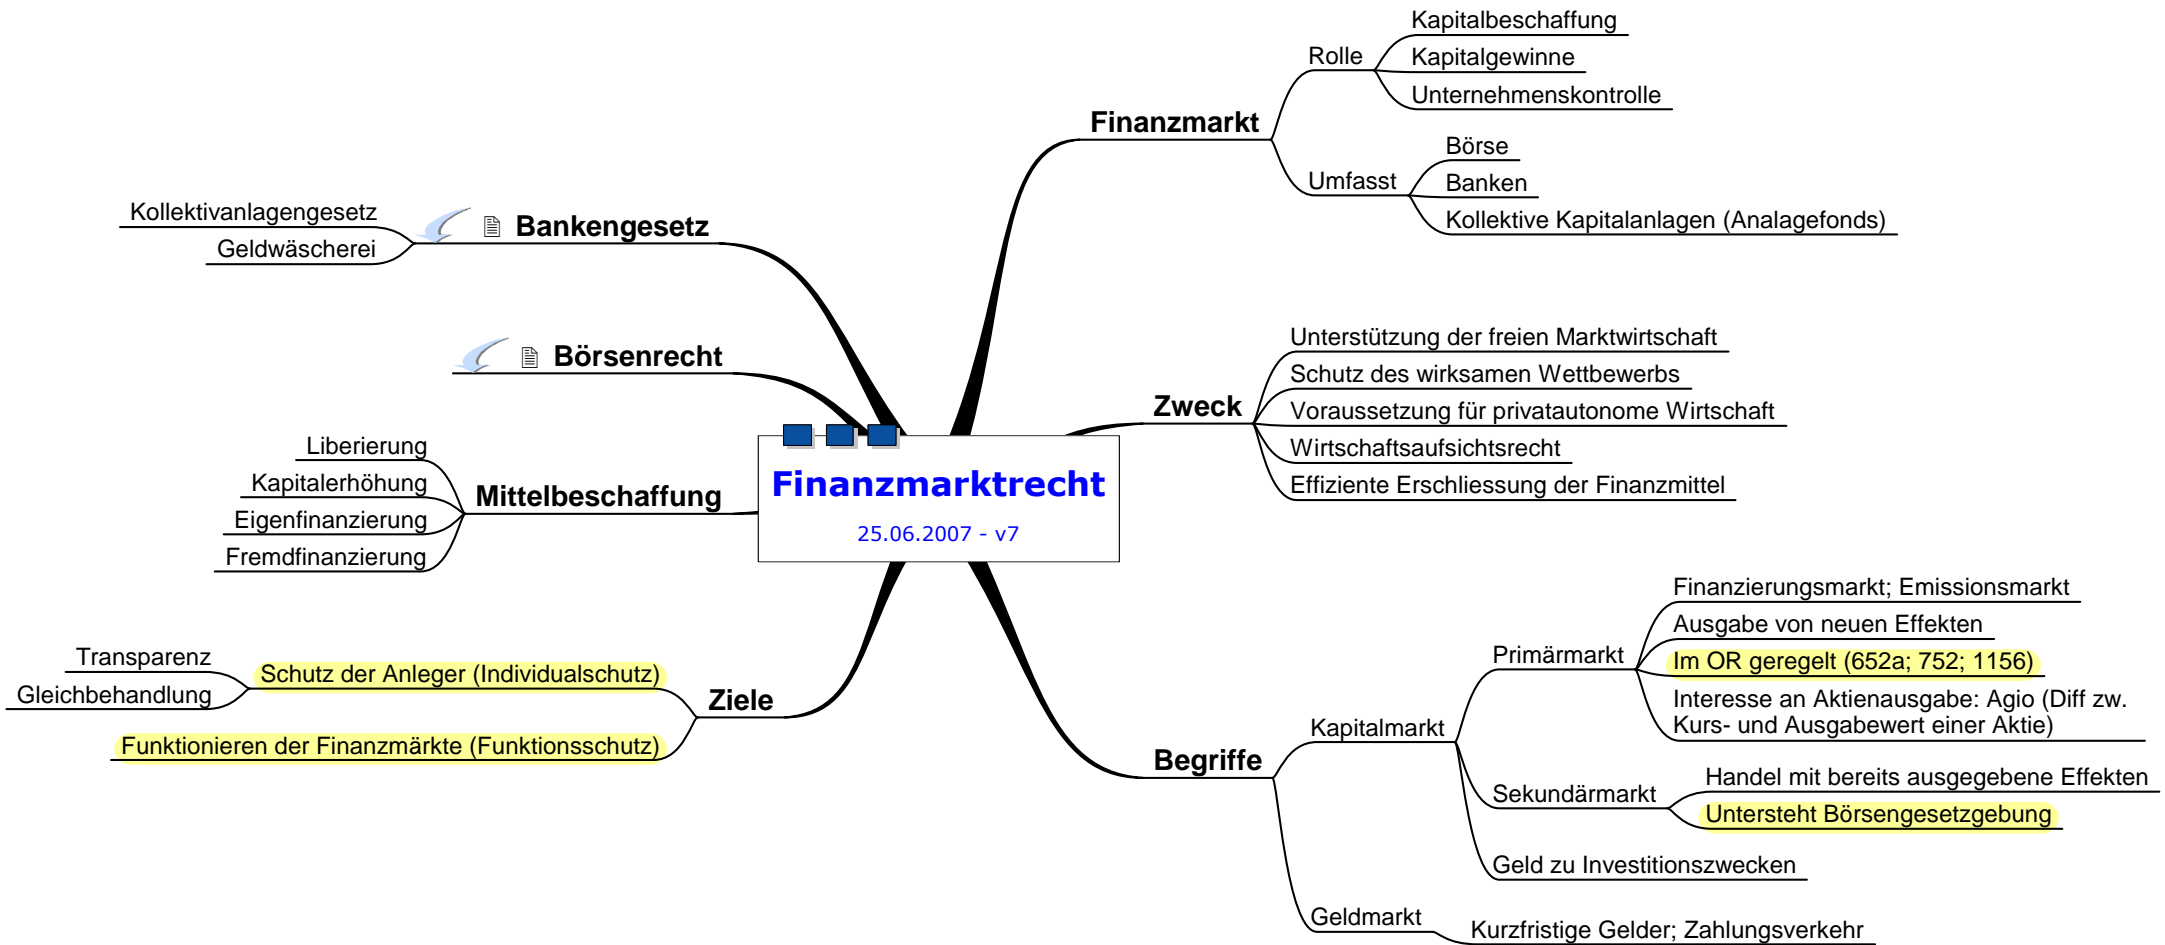 Finanzmarktrecht
25.06.2007 - v7
Finanzmarkt
Rolle
Kapitalbeschaffung
Kapitalgewinne
Unternehmenskontrolle
Umfasst
Börse
Banken
Kollektive Kapitalanlagen (Analagefonds)
Zweck
Unterstützung der freien Marktwirtschaft
Schutz des wirksamen Wettbewerbs
Voraussetzung für privatautonome Wirtschaft
Wirtschaftsaufsichtsrecht
Effiziente Erschliessung der Finanzmittel
Begriffe
Kapitalmarkt
Primärmarkt
Finanzierungsmarkt; Emissionsmarkt
Ausgabe von neuen Effekten
Im OR geregelt (652a; 752; 1156)
Interesse an Aktienausgabe: Agio (Diff zw.
Kurs- und Ausgabewert einer Aktie)
Sekundärmarkt
Handel mit bereits ausgegebene Effekten
Untersteht Börsengesetzgebung
Geld zu Investitionszwecken
Geldmarkt
Kurzfristige Gelder; Zahlungsverkehr
Bankengesetz
Kollektivanlagengesetz
Geldwäscherei
Börsenrecht
Mittelbeschaffung
Liberierung
Kapitalerhöhung
Eigenfinanzierung
Fremdfinanzierung
Ziele
Schutz der Anleger (Individualschutz)
Transparenz
Gleichbehandlung
Funktionieren der Finanzmärkte (Funktionsschutz)